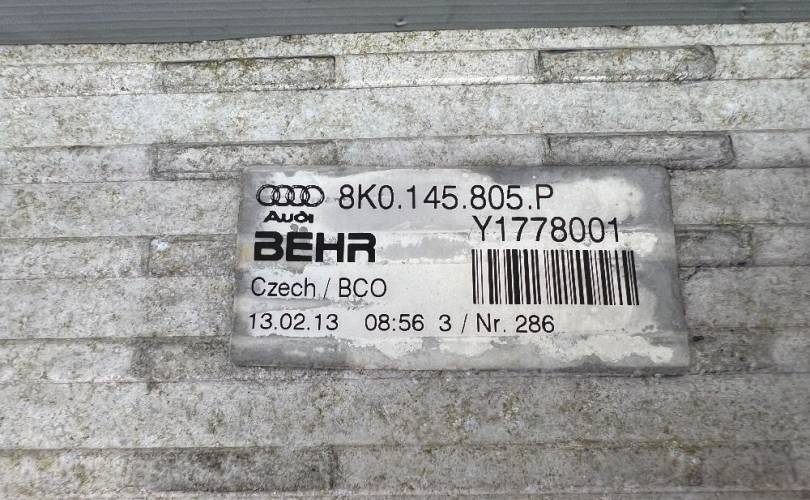 8K0.145.805.P
Audi
Y1778001
BEHR
Czech / BCO
13.02.13 08:56 3 / Nr. 286